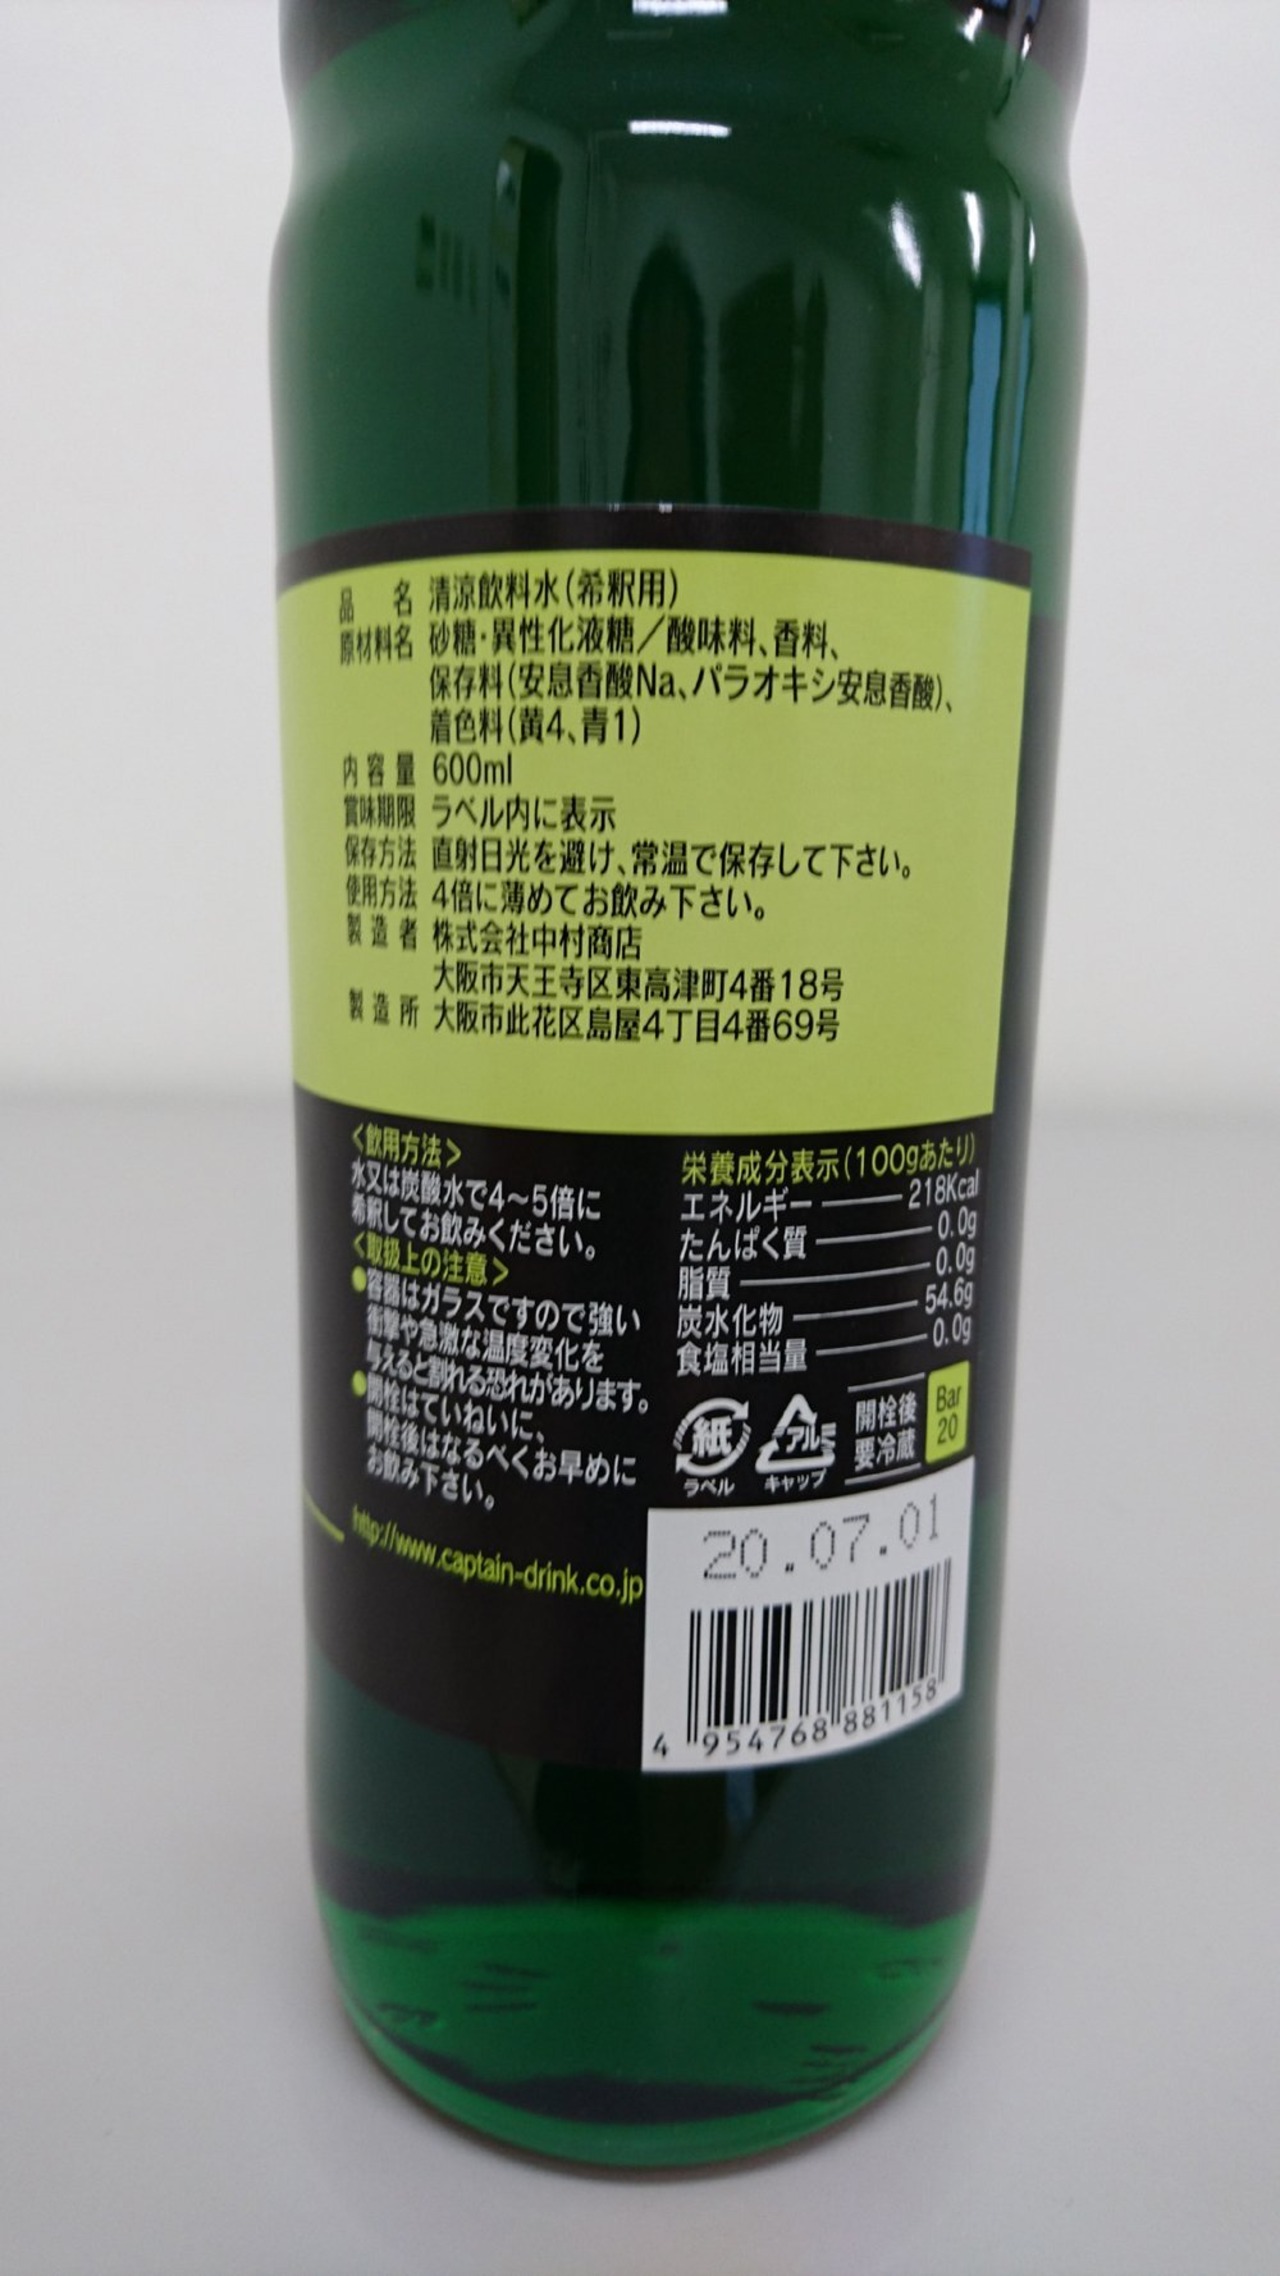 品名 清涼飲料水(希釈用)
原材料名 砂糖・異性化液糖／酸味料、香料、
保存料(安息香酸Na、パラオキシ安息香酸)、
着色料(黄4、青1)
内容量 600ml
賞味期限 ラベル内に表示
保存方法 直射日光を避け、常温で保存して下さい。
使用方法 4倍に薄めてお飲み下さい。
製造者 株式会社中村商店
大阪市天王寺区東高津町4番18号
製造所 大阪市此花区島屋4丁目4番69号
<飲用方法>
水又は炭酸水で4〜5倍に
希釈してお飲みください。
<取扱上の注意>
●容器はガラスですので強い
衝撃や急激な温度変化を
与えると割れる恐れがあります。
●開栓はていねいに、
開栓後はなるべくお早めに
お飲み下さい。
http://www.captain-drink.co.jp
栄養成分表示(100gあたり)
エネルギー 218Kcal
たんぱく質 0.0g
脂質 0.0g
炭水化物 54.6g
食塩相当量 0.0g
紙
ラベル
アルミ
キャップ
開栓後
要冷蔵
Bar
20
20.07.01
4 954768 881158